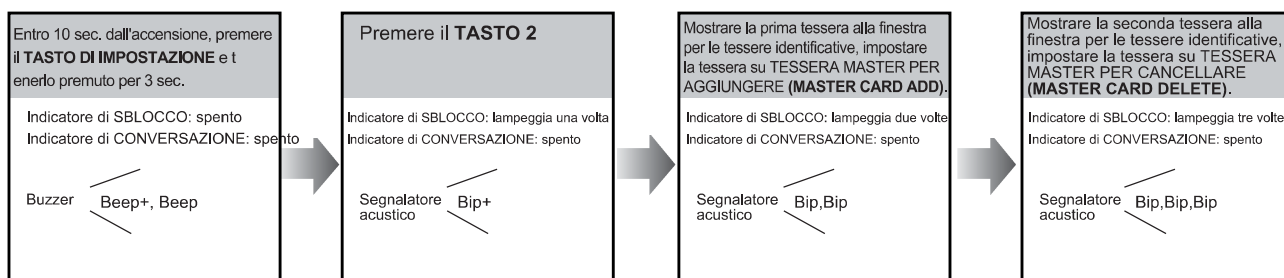 Entro 10 sec. dall'accensione, premere
il TASTO DI IMPOSTAZIONE e t
enerlo premuto per 3 sec.
Indicatore di SBLOCCO: spento
Indicatore di CONVERSAZIONE: spento
Buzzer
Beep+, Beep
Premere il TASTO 2
Indicatore di SBLOCCO: lampeggia una volta
Indicatore di CONVERSAZIONE: spento
Segnalatore
acustico
Bip+
Mostrare la prima tessera alla finestra
per le tessere identificative, impostare
la tessera su TESSERA MASTER PER
AGGIUNGERE (MASTER CARD ADD).
Indicatore di SBLOCCO: lampeggia due volte
Indicatore di CONVERSAZIONE: spento
Segnalatore
acustico
Bip,Bip
Mostrare la seconda tessera alla
finestra per le tessere identificative,
impostare la tessera su TESSERA
MASTER PER CANCELLARE
(MASTER CARD DELETE).
Indicatore di SBLOCCO: lampeggia tre volte
Indicatore di CONVERSAZIONE: spento
Segnalatore
acustico
Bip,Bip,Bip